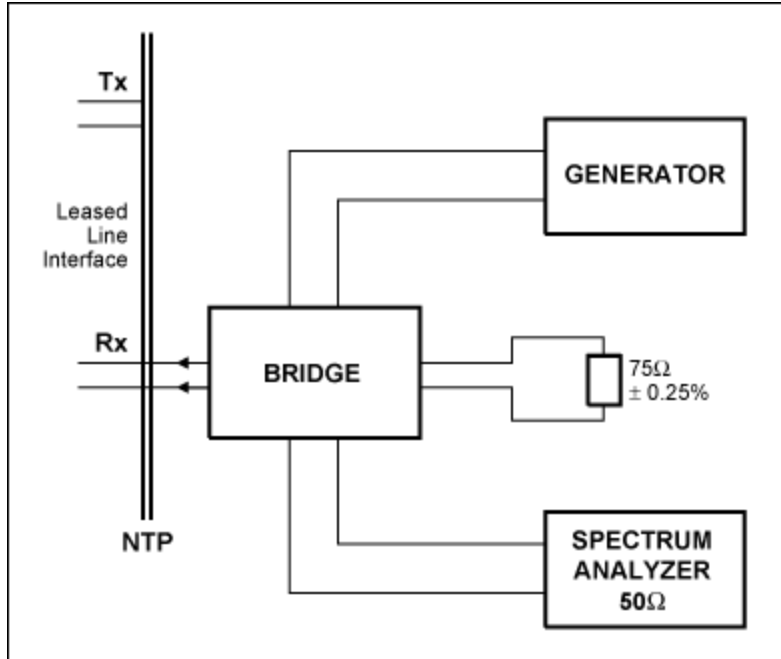 Tx
GENERATOR
Leased
Line
Interface
Rx
BRIDGE
75Ω
± 0.25%
NTP
SPECTRUM
ANALYZER
50Ω